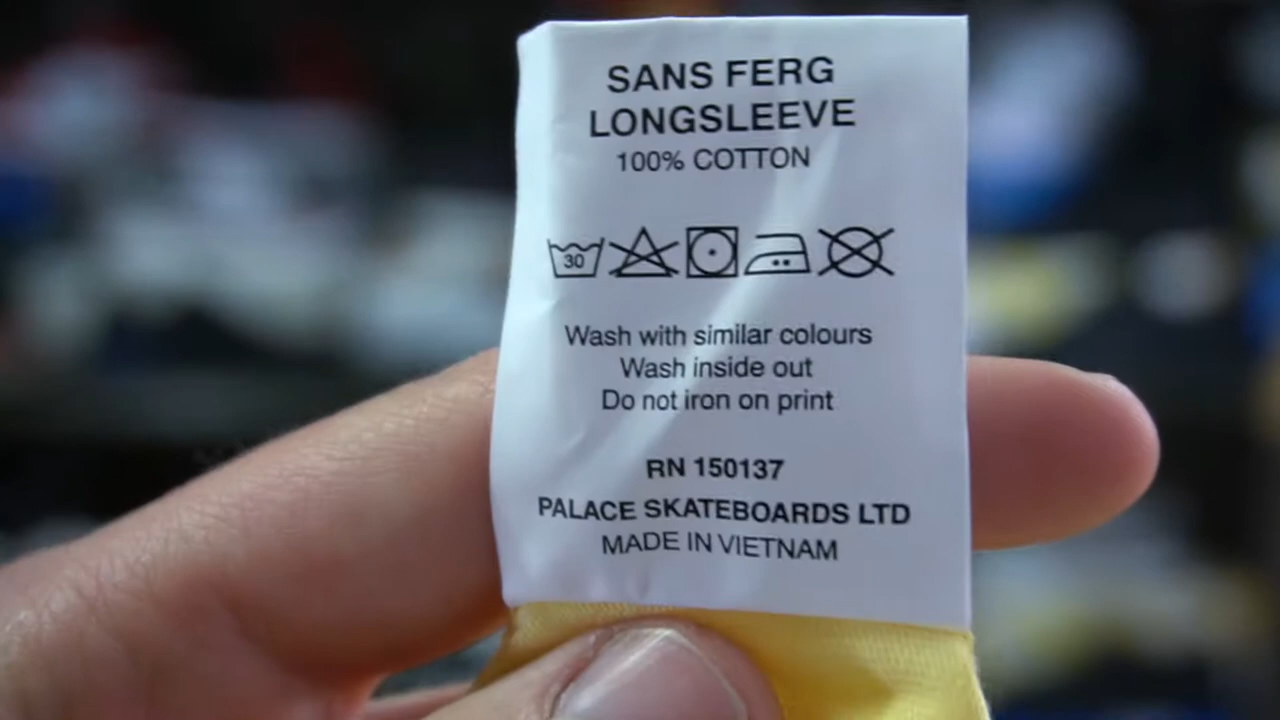 SANS FERG
LONGSLEEVE
100% COTTON
30
Wash with similar colours
Wash inside out
Do not iron on print
RN 150137
PALACE SKATEBOARDS LTD
MADE IN VIETNAM